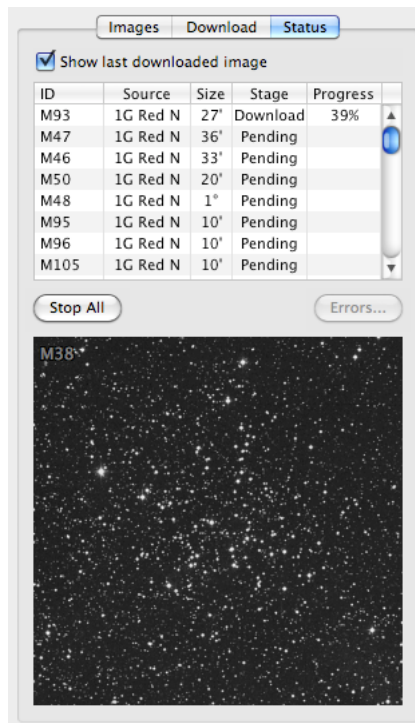 Images Download Status
Show last downloaded image
ID Source Size Stage Progress
M93 1G Red N 27' Download 39%
M47 1G Red N 36' Pending
M46 1G Red N 33' Pending
M50 1G Red N 20' Pending
M48 1G Red N 1° Pending
M95 1G Red N 10' Pending
M96 1G Red N 10' Pending
M105 1G Red N 10' Pending
Stop All Errors...
M38